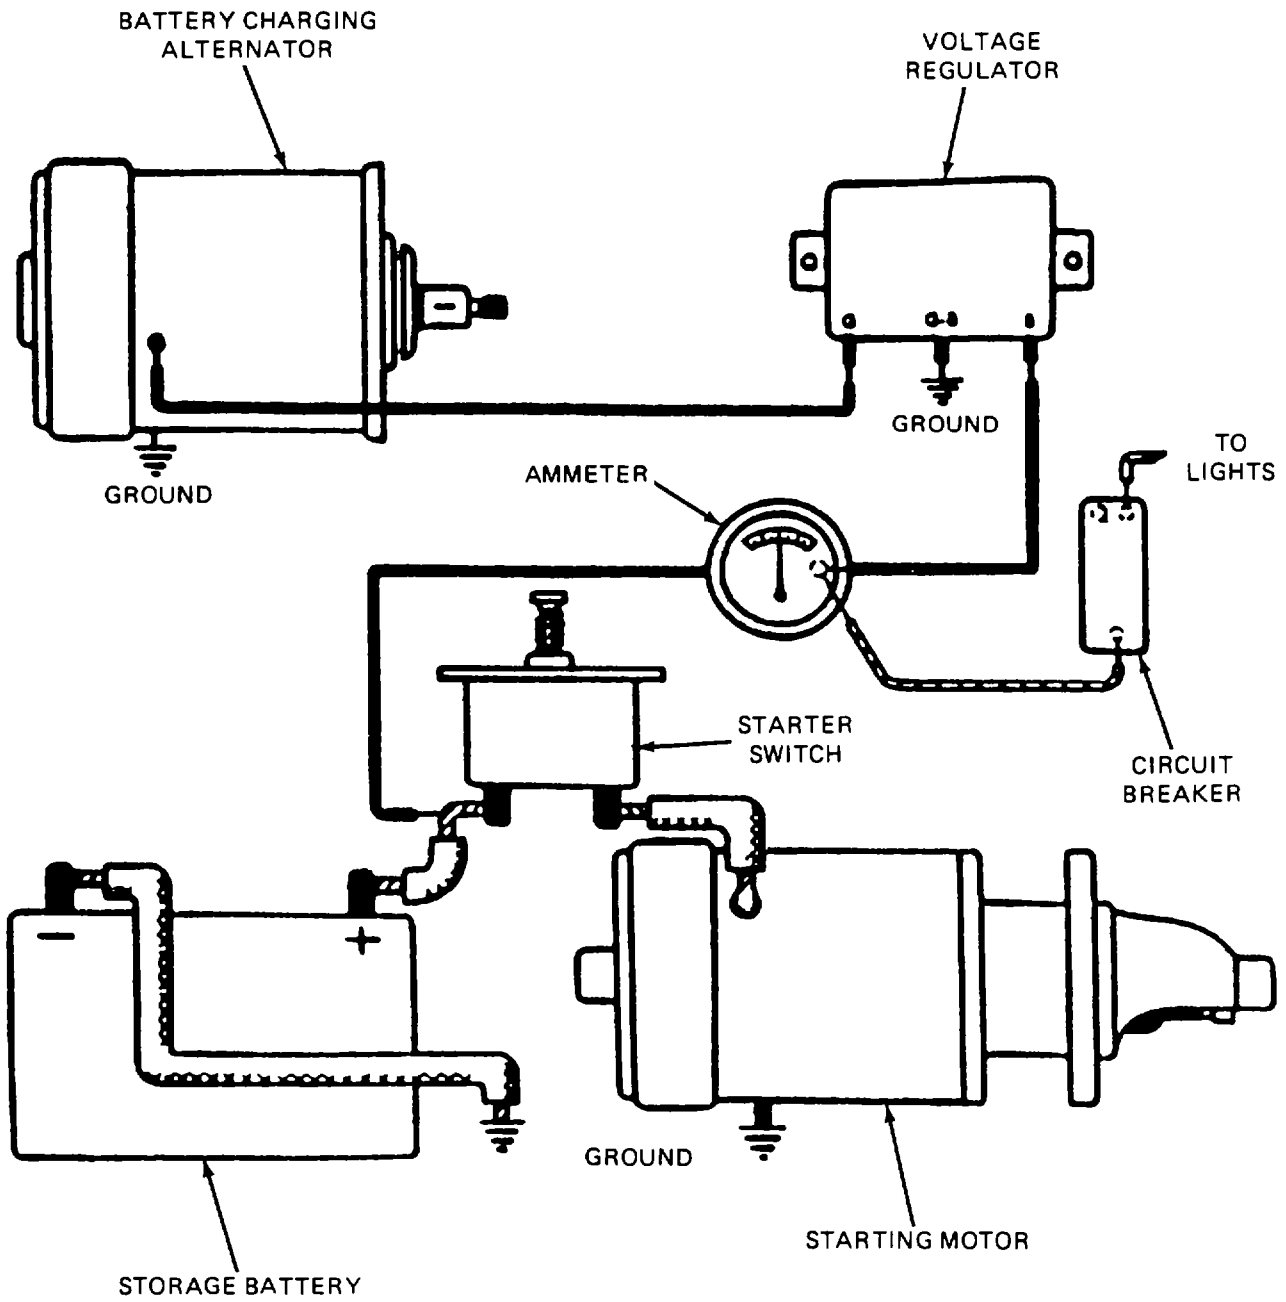 BATTERY CHARGING
ALTERNATOR
VOLTAGE
REGULATOR
GROUND
GROUND
AMMETER
TO
LIGHTS
STARTER
SWITCH
CIRCUIT
BREAKER
−
+
GROUND
STARTING MOTOR
STORAGE BATTERY